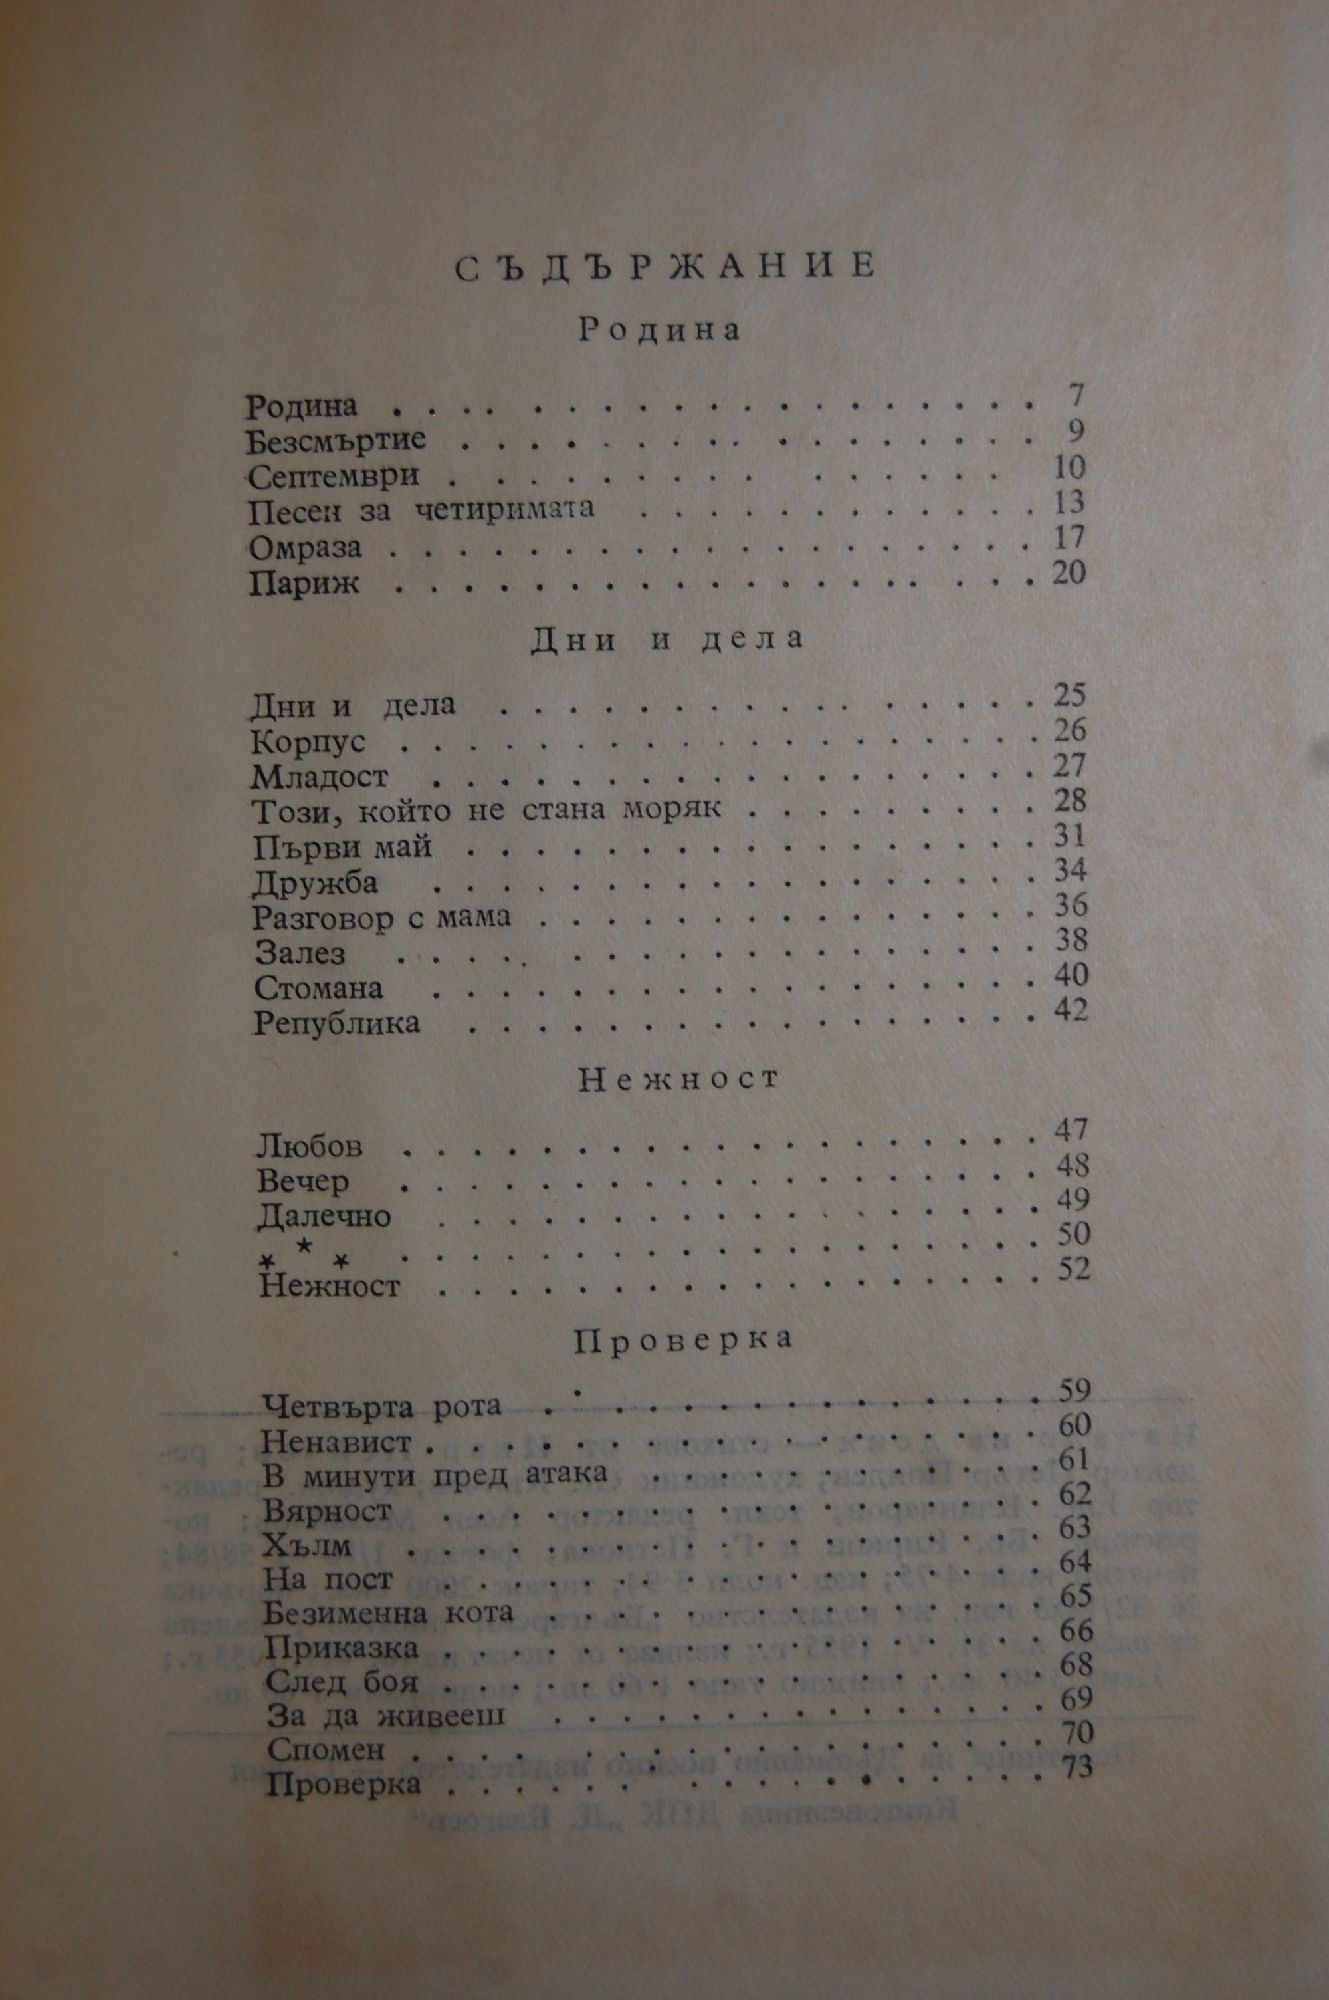 СЪДЪРЖАНИЕ
Родина
Родина . . . . . . . . . . . . . . . . . . . 7
Безсмъртие . . . . . . . . . . . . . . . . . 9
Септември . . . . . . . . . . . . . . . 10
Песен за четиримата . . . . . . . . . . . . 13
Омраза . . . . . . . . . . . . . . . . . . . 17
Париж . . . . . . . . . . . . . . . . . . 20
Дни и дела
Дни и дела . . . . . . . . . . . . . . . . 25
Корпус . . . . . . . . . . . . . . . . . . . 26
Младост . . . . . . . . . . . . . . . . . . 27
Този, който не стана моряк . . . . . . . . . 28
Първи май . . . . . . . . . . . . . . . . . 31
Дружба . . . . . . . . . . . . . . . . . . 34
Разговор с мама . . . . . . . . . . . . . . . 36
Залез . . . . . . . . . . . . . . . . . . 38
Стомана . . . . . . . . . . . . . . . . . . 40
Република . . . . . . . . . . . . . . . . . 42
Нежност
Любов . . . . . . . . . . . . . . . . . . . 47
Вечер . . . . . . . . . . . . . . . . . . . 48
Далечно . . . . . . . . . . . . . . . . . . 49
* * * . . . . . . . . . . . . . . . . . . . 50
Нежност . . . . . . . . . . . . . . . . . . 52
Проверка
Четвърта рота . . . . . . . . . . . . . . . 59
Ненавист . . . . . . . . . . . . . . . . . . 60
В минути пред атака . . . . . . . . . . . . 61
Вярност . . . . . . . . . . . . . . . . . . 62
Хълм . . . . . . . . . . . . . . . . . . . 63
На пост . . . . . . . . . . . . . . . . . . 64
Безименна кота . . . . . . . . . . . . . . . 65
Приказка . . . . . . . . . . . . . . . . . . 66
След боя . . . . . . . . . . . . . . . . . . 68
За да живееш . . . . . . . . . . . . . . . 69
Спомен . . . . . . . . . . . . . . . . . . . 70
Проверка . . . . . . . . . . . . . . . . . . 73